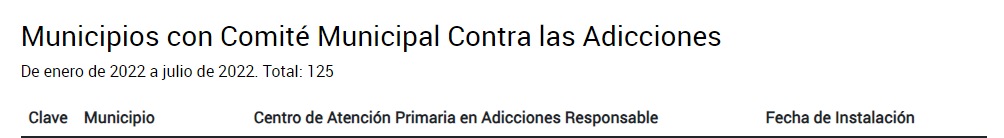 Municipios con Comité Municipal Contra las Adicciones
De enero de 2022 a julio de 2022. Total: 125
Clave Municipio Centro de Atención Primaria en Adicciones Responsable Fecha de Instalación